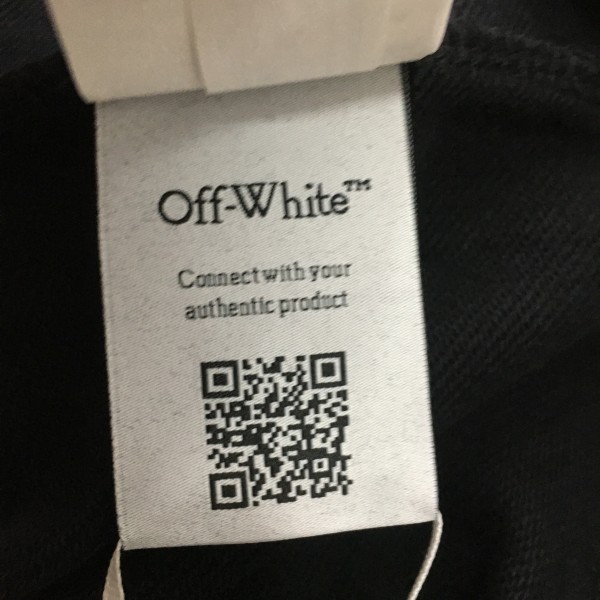 Off-White™
Connect with your
authentic product